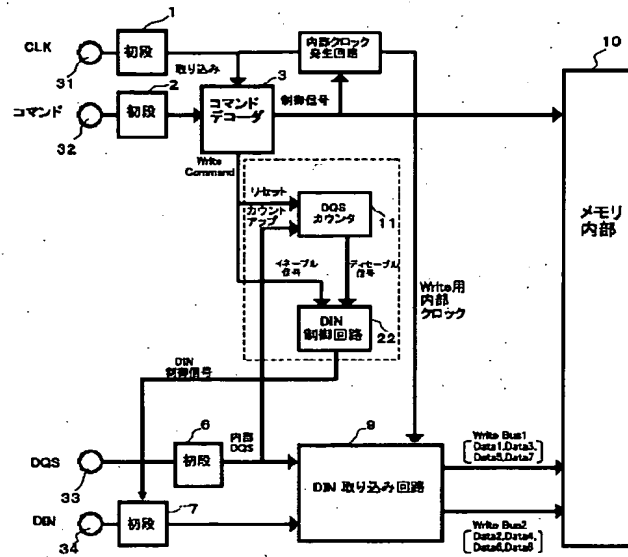 1
CLK
初段
31
取り込み
内部クロック
発生回路
10
2
3
コマンド
初段
32
コマンド
デコーダ
制御信号
Write
Command
メモリ
内部
リセット
カウント
アップ
DQS
カウンタ
11
イネーブル
信号
ディセーブル
信号
Write用
内部
クロック
DIN
制御回路
22
DIN
制御信号
6
内部
DQS
9
DQS
初段
33
DIN 取り込み回路
Write Bus1
Data1,Data3,
Data5,Data7
DIN
初段
7
34
Write Bus2
Data2,Data4,
Data6,Data8